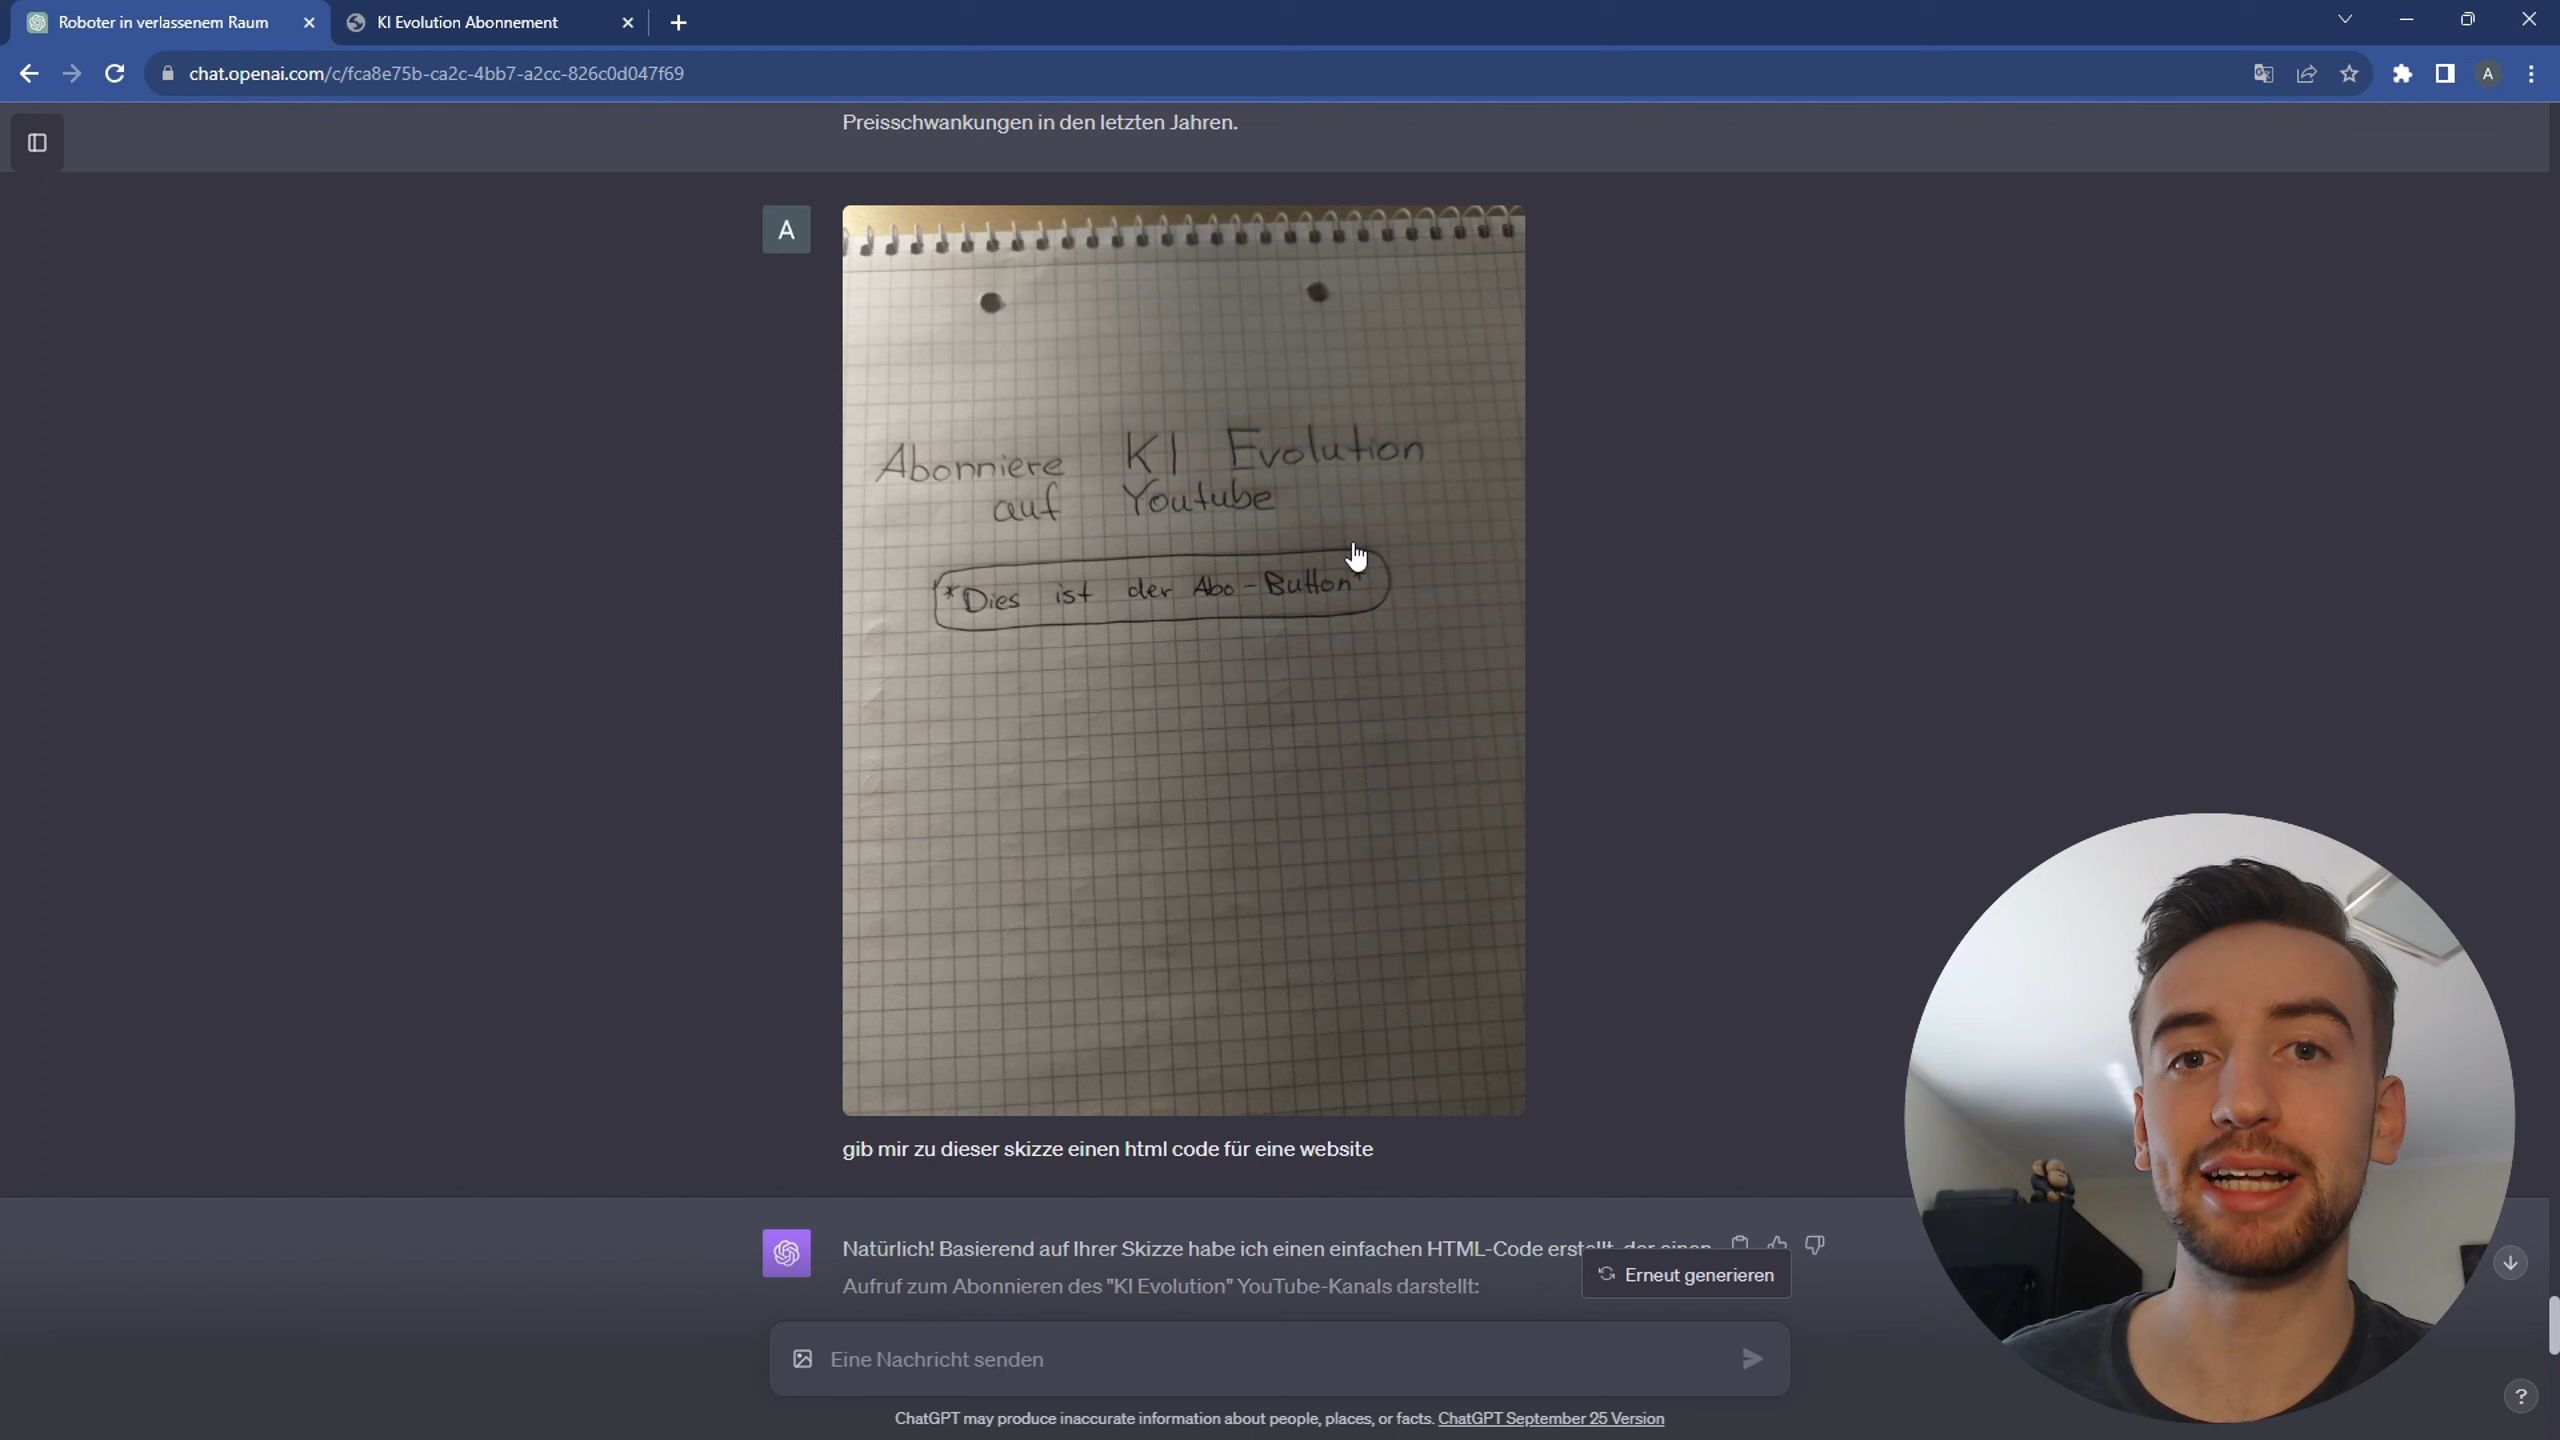 Roboter in verlassenem Raum
KI Evolution Abonnement
chat.openai.com/c/fca8e75b-ca2c-4bb7-a2cc-826c0d047f69
A
Preisschwankungen in den letzten Jahren.
A
Abonniere KI Evolution
auf Youtube
*Dies ist der Abo-Button*
gib mir zu dieser skizze einen html code für eine website
Natürlich! Basierend auf Ihrer Skizze habe ich einen einfachen HTML-Code erstellt, der einen
Aufruf zum Abonnieren des "KI Evolution" YouTube-Kanals darstellt:
Erneut generieren
Eine Nachricht senden
ChatGPT may produce inaccurate information about people, places, or facts. ChatGPT September 25 Version
?